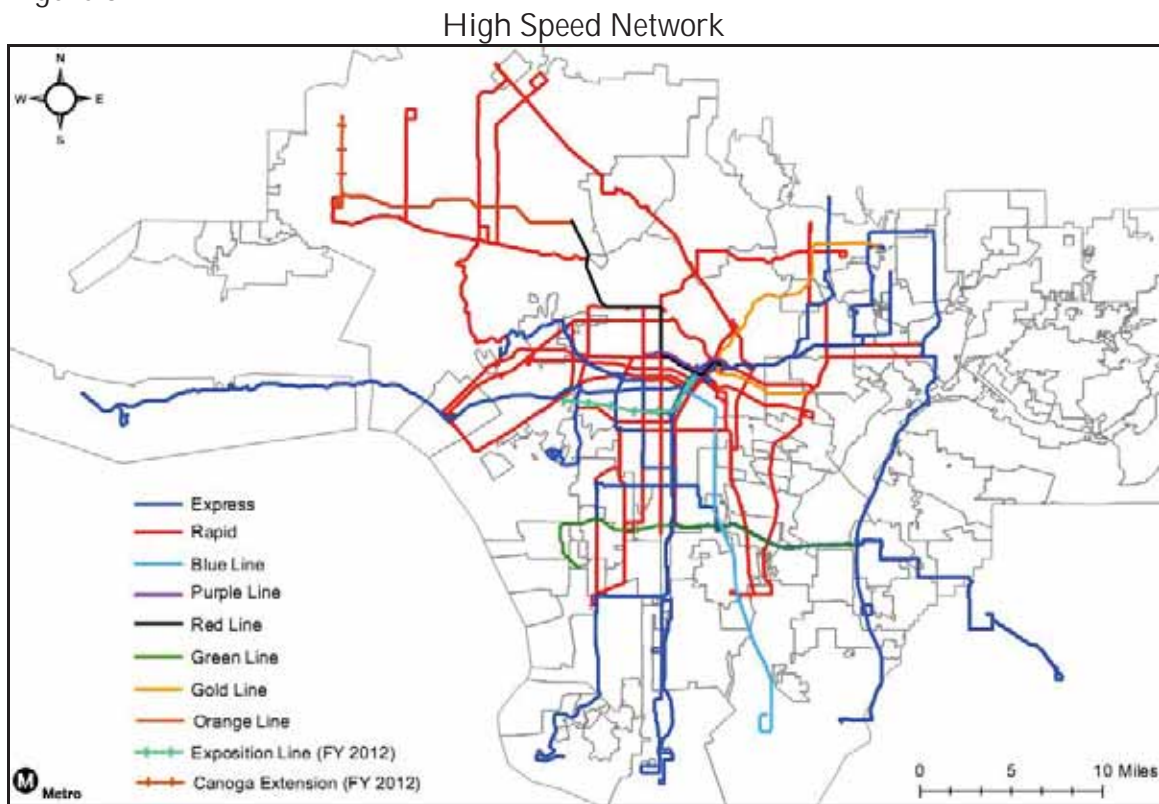 High Speed Network
N
W E
S
Express
Rapid
Blue Line
Purple Line
Red Line
Green Line
Gold Line
Orange Line
Exposition Line (FY 2012)
Canoga Extension (FY 2012)
M Metro
0 5 10 Miles